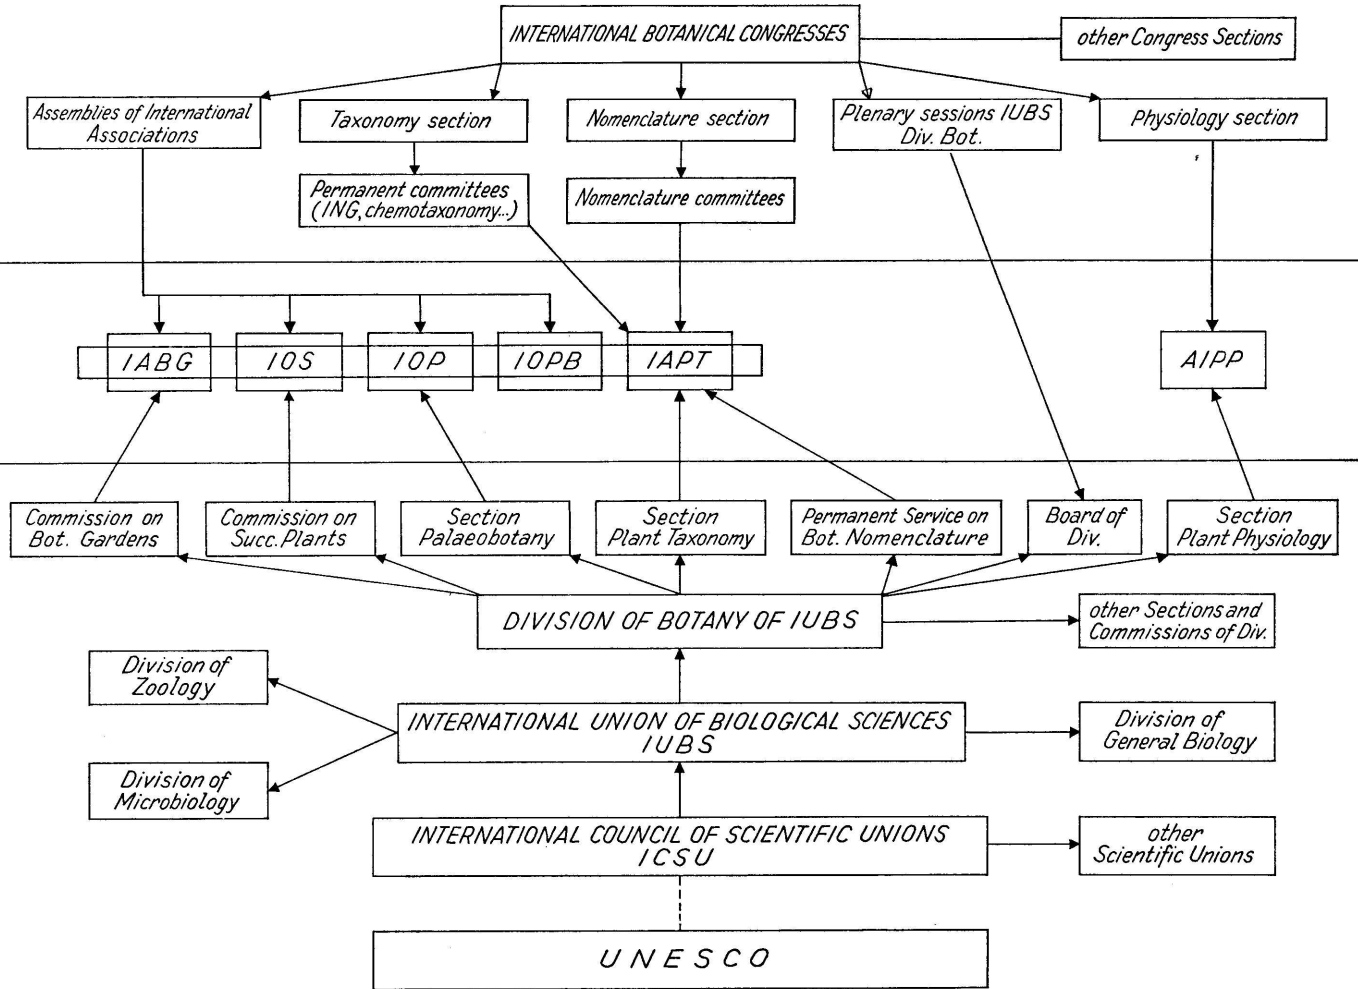 INTERNATIONAL BOTANICAL CONGRESSES
other Congress Sections
Assemblies of International
Associations
Taxonomy section
Nomenclature section
Plenary sessions IUBS
Div. Bot.
Physiology section
Permanent committees
(ING, chemotaxonomy...)
Nomenclature committees
IABG
IOS
IOP
IOPB
IAPT
AIPP
Commission on
Bot. Gardens
Commission on
Succ. Plants
Section
Palaeobotany
Section
Plant Taxonomy
Permanent Service on
Bot. Nomenclature
Board of
Div.
Section
Plant Physiology
DIVISION OF BOTANY OF IUBS
other Sections and
Commissions of Div.
Division of
Zoology
INTERNATIONAL UNION OF BIOLOGICAL SCIENCES
IUBS
Division of
General Biology
Division of
Microbiology
INTERNATIONAL COUNCIL OF SCIENTIFIC UNIONS
ICSU
other
Scientific Unions
UNESCO